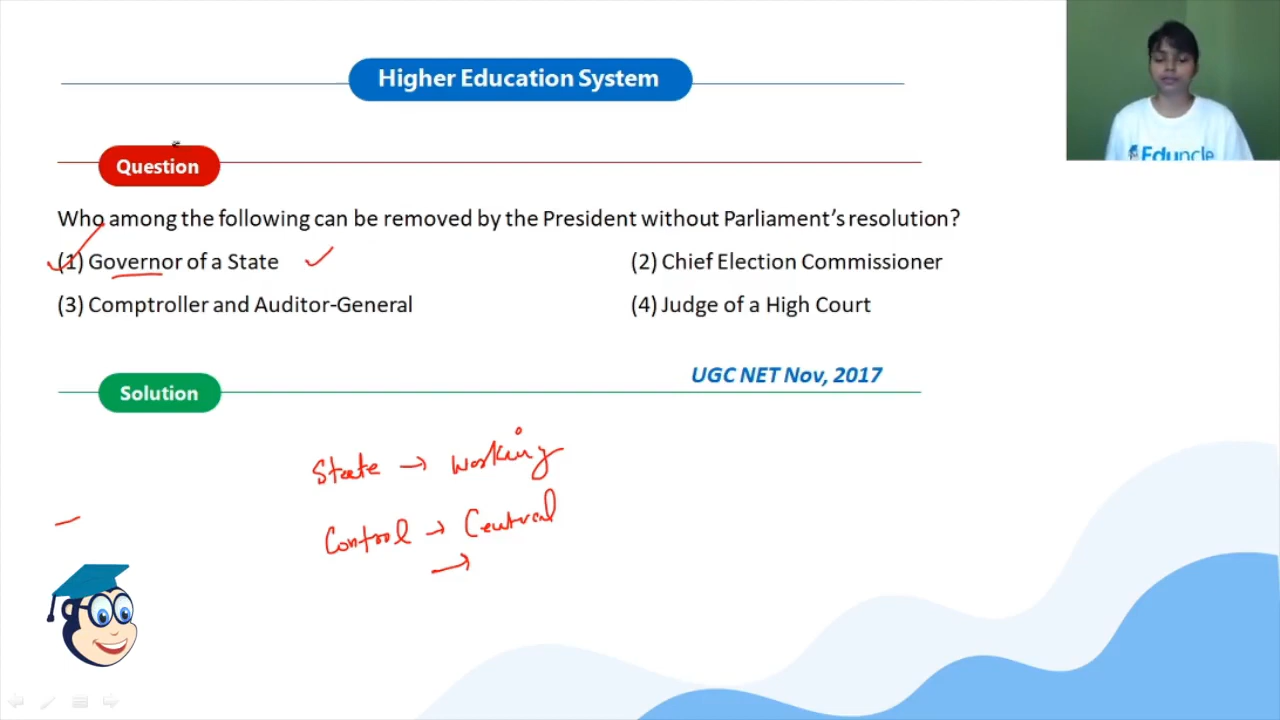 Higher Education System
Question
Who among the following can be removed by the President without Parliament's resolution?
(1) Governor of a State
(2) Chief Election Commissioner
(3) Comptroller and Auditor-General
(4) Judge of a High Court
UGC NET Nov, 2017
Solution
State → Working
Control → Central
→
Eduncle